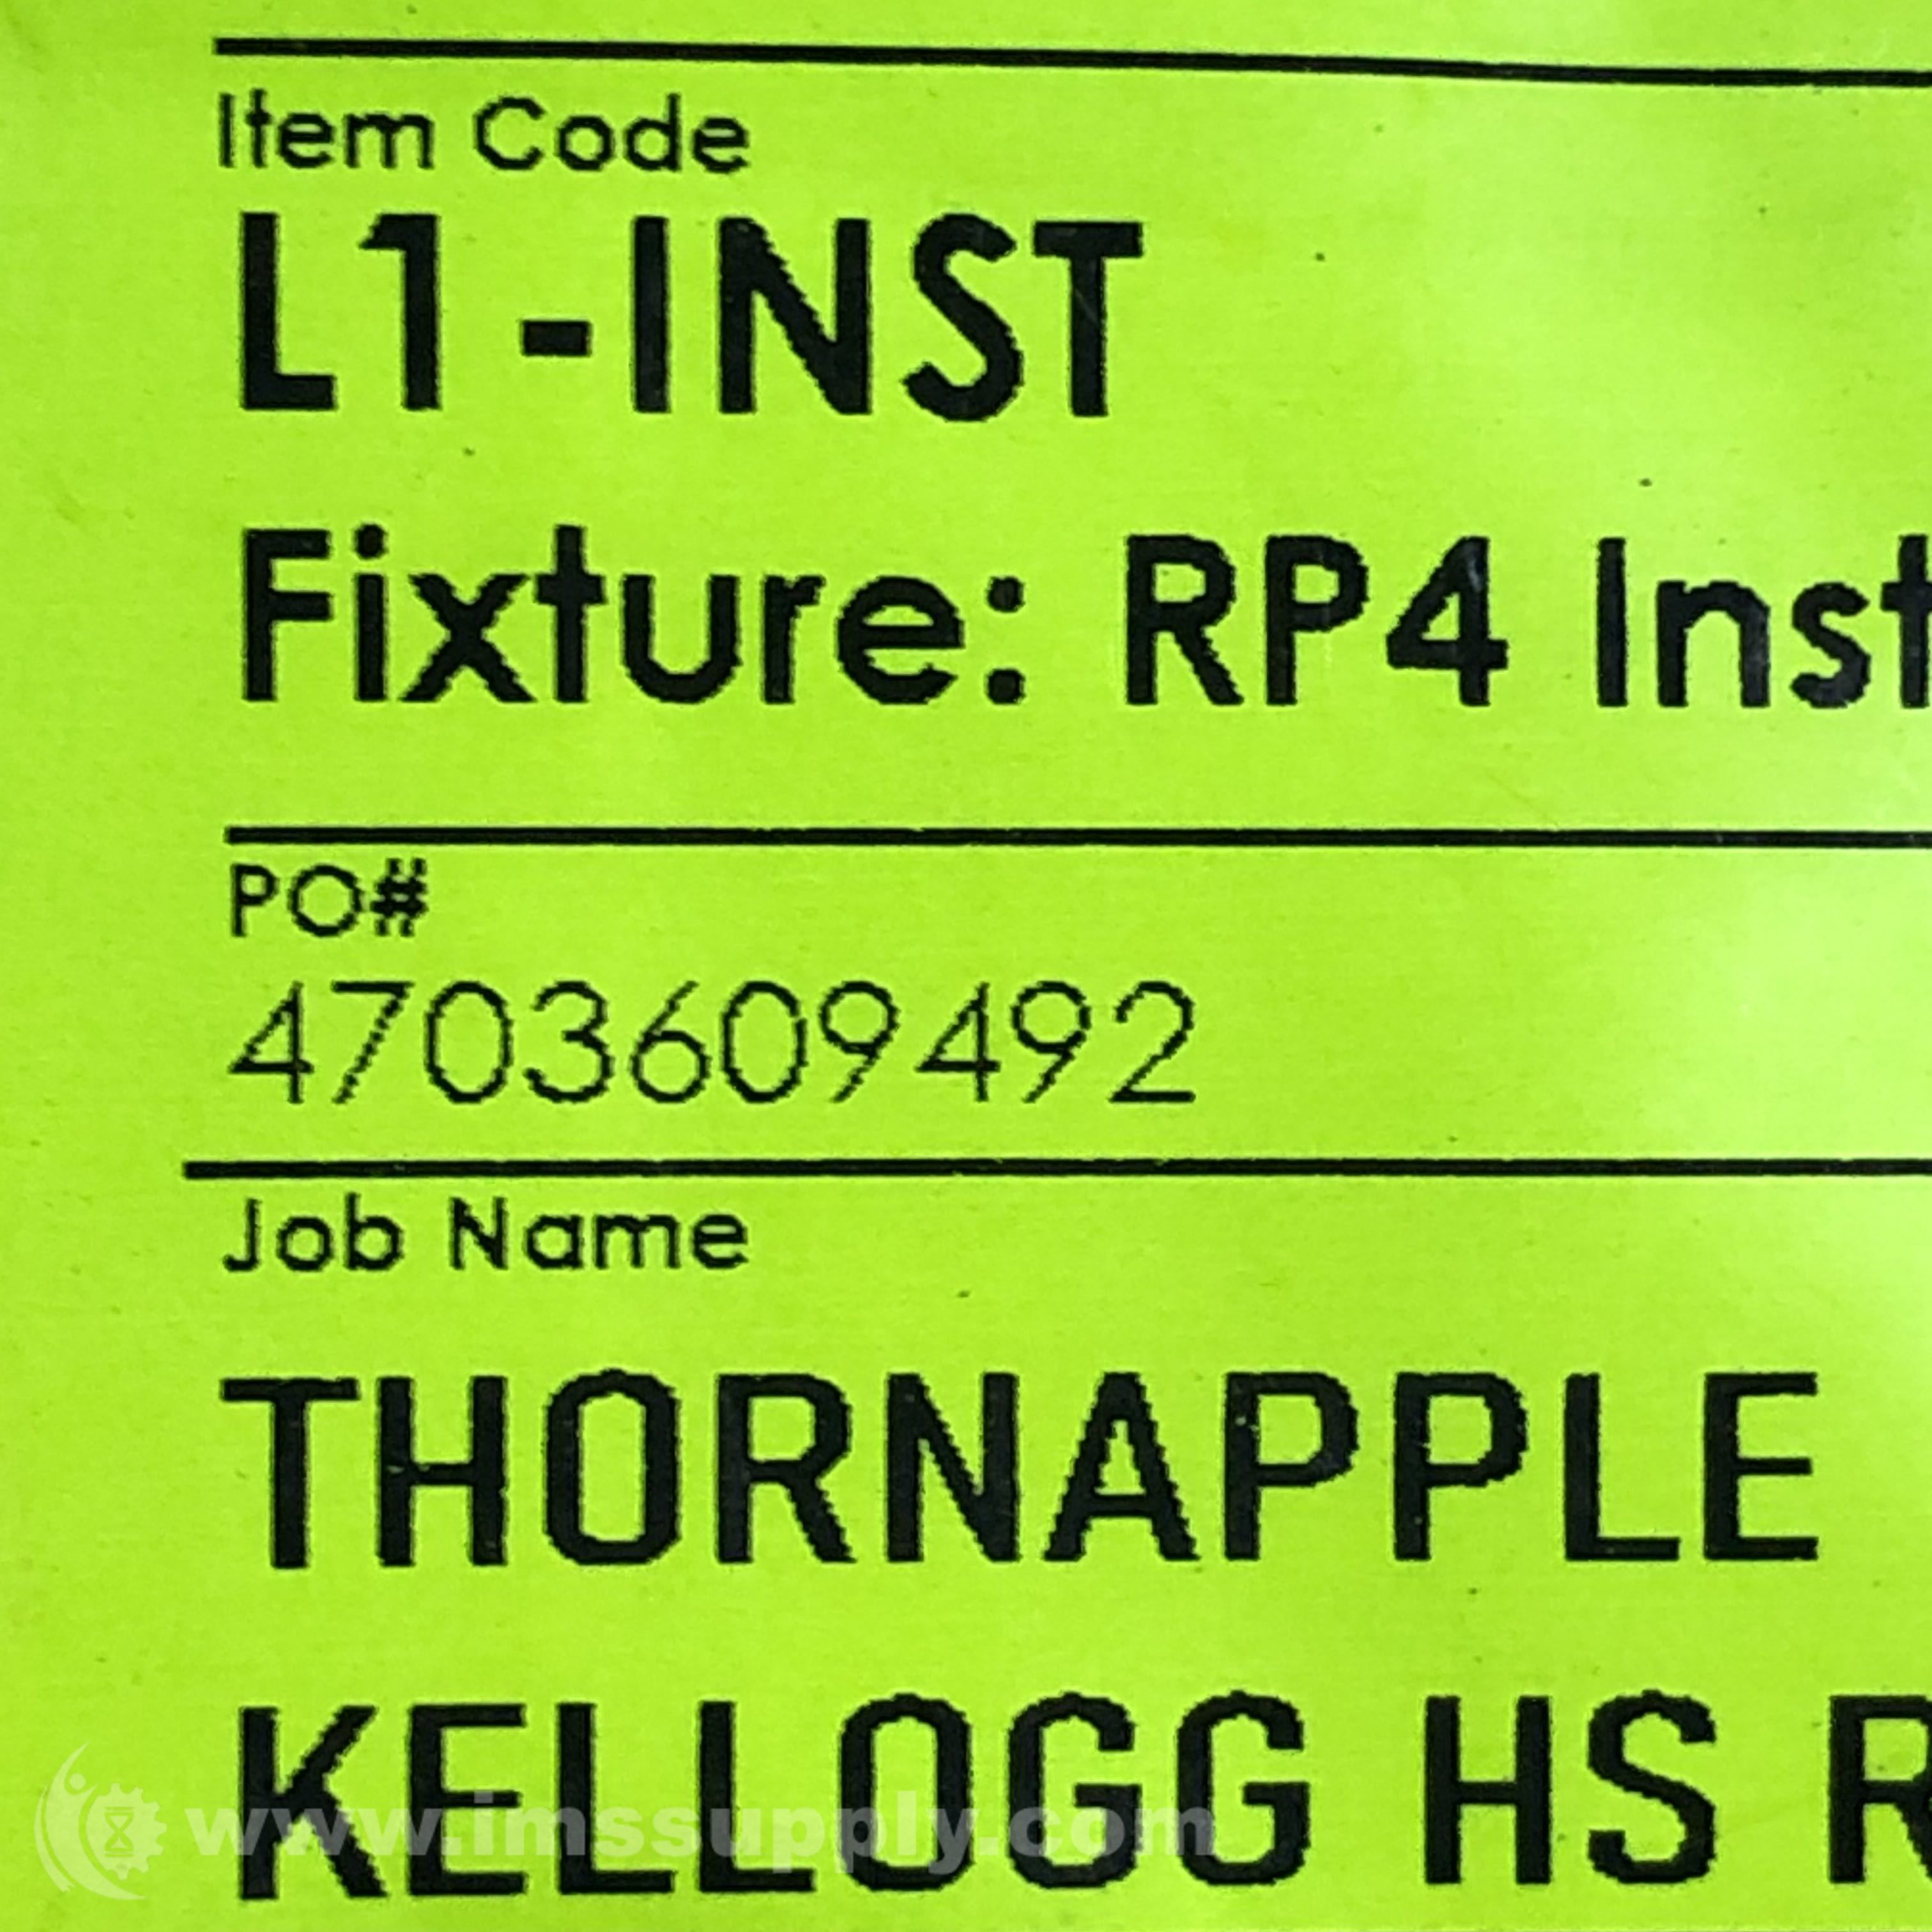 Item Code
L1 -INST
Fixture: RP4 Inst
PO#
4703609492
Job Name
THORNAPPLE
KELLOGG HS R
www.imssupply.com